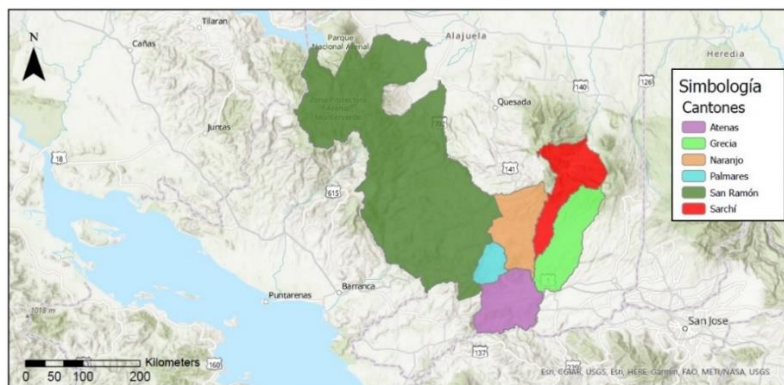 Tilaran
Parque
Nacional Arenal
Alajuela
N
Cañas
Heredia
126
Quesada
140
Juntas
18
141
615
Simbología
Cantones
Atenas
Grecia
Naranjo
Palmares
San Ramón
Sarchí
Puntarenas
Barranca
1018 m
San Jose
137
160
Kilometers
0 50 100 200
Esri, CGIAR, USGS, Esri, HERE, Garmin, FAO, METI/NASA, USGS